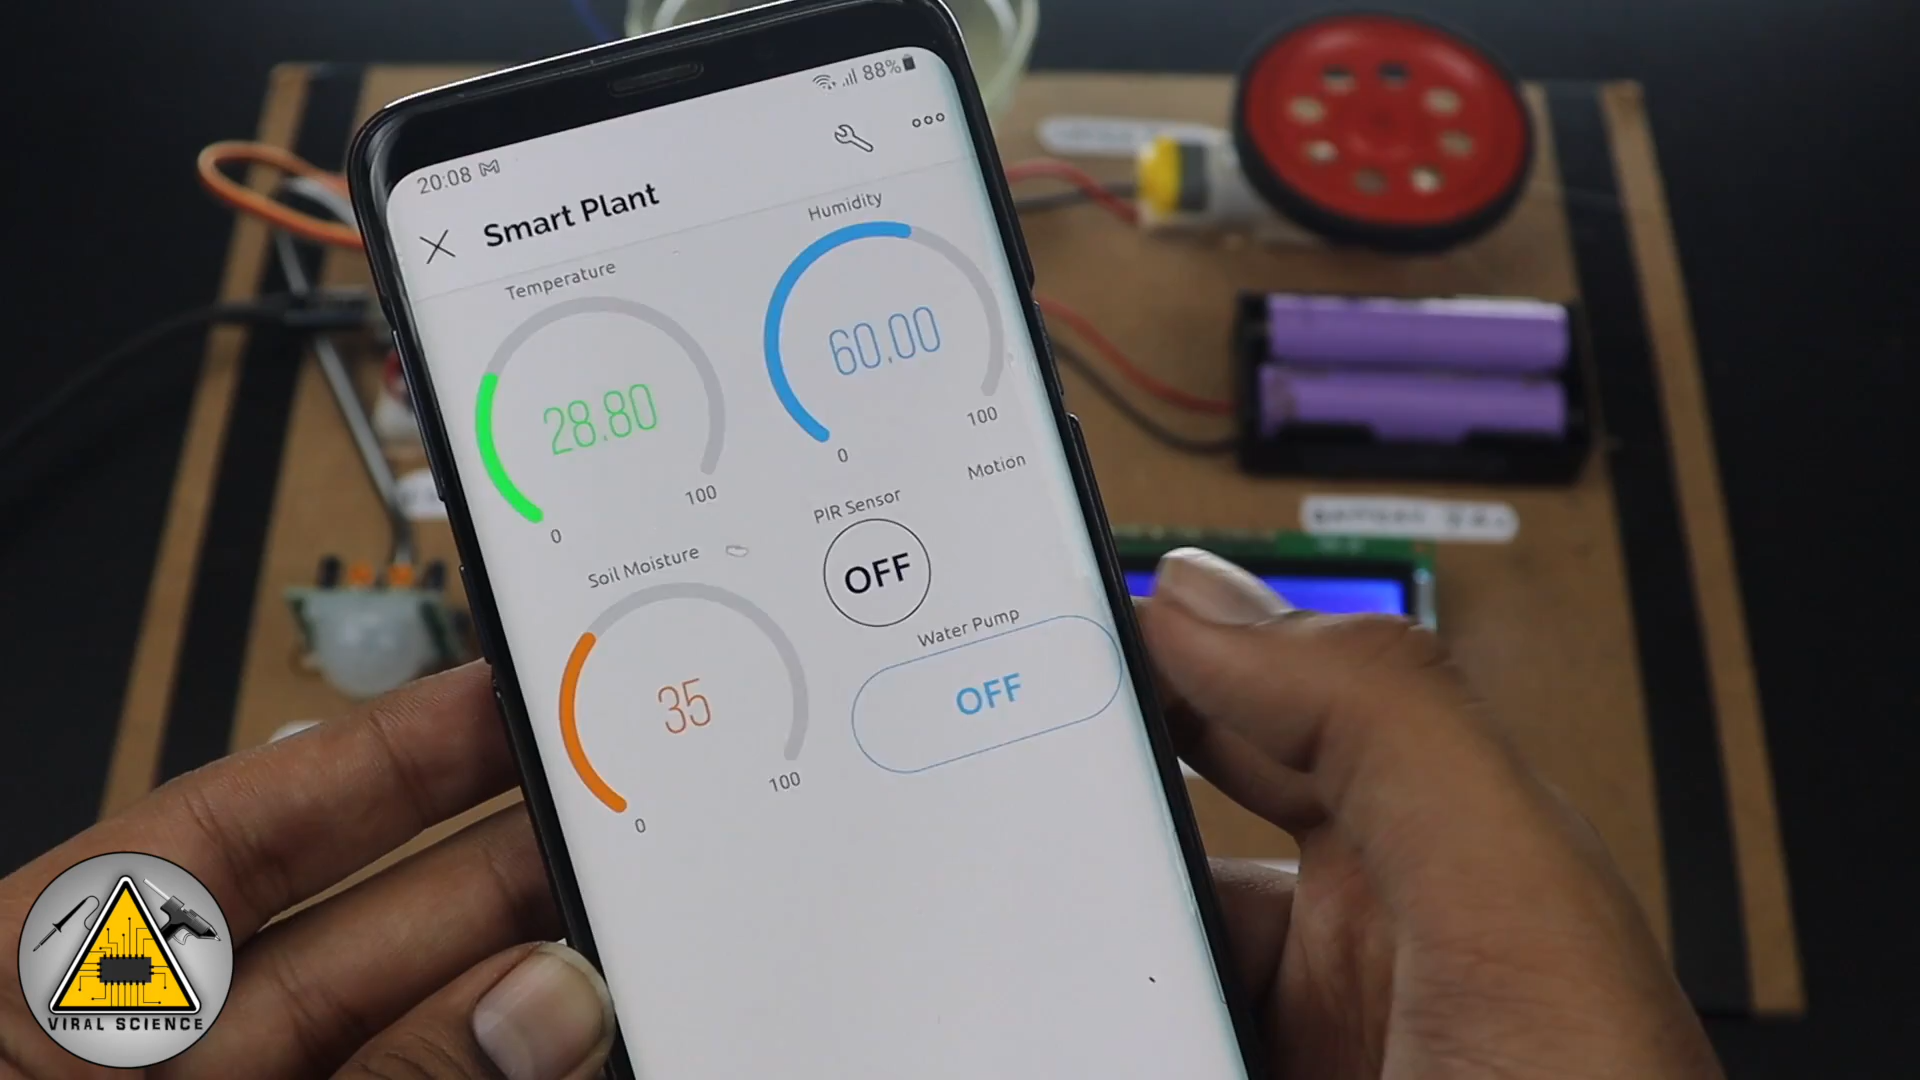 20:08
88%
Smart Plant
Temperature
28.80
0
100
Humidity
60.00
0
100
Motion
Soil Moisture
35
0
100
PIR Sensor
OFF
Water Pump
OFF
VIRAL SCIENCE